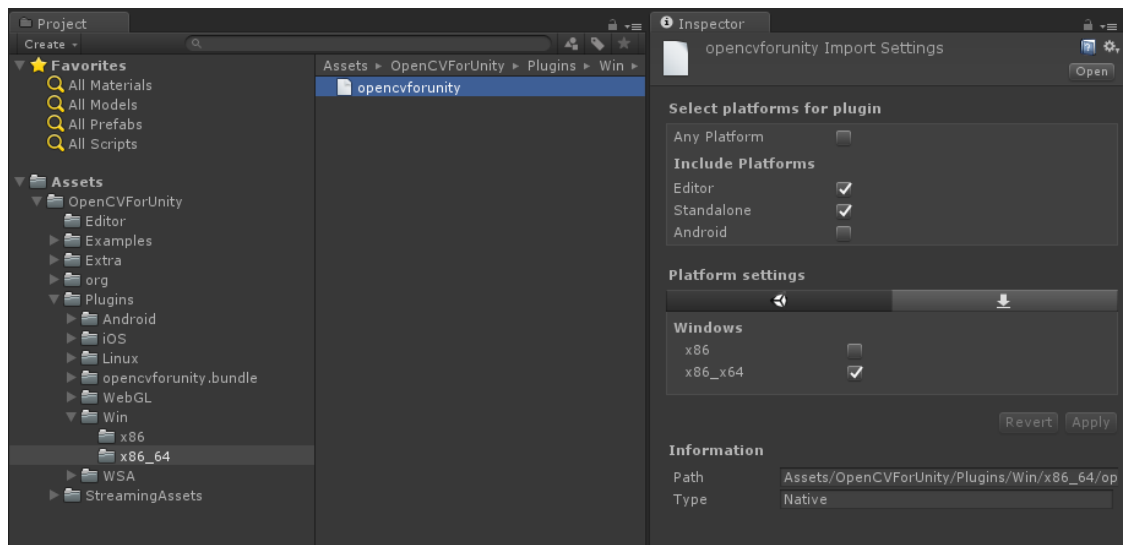 Project
Create
Favorites
All Materials
All Models
All Prefabs
All Scripts
Assets
OpenCVForUnity
Editor
Examples
Extra
org
Plugins
Android
iOS
Linux
opencvforunity.bundle
WebGL
Win
x86
x86_64
WSA
StreamingAssets
Assets ▸ OpenCVForUnity ▸ Plugins ▸ Win ▸
opencvforunity
Inspector
opencvforunity Import Settings
Open
Select platforms for plugin
Any Platform
Include Platforms
Editor
Standalone
Android
Platform settings
Windows
x86
x86_x64
Revert Apply
Information
Path Assets/OpenCVForUnity/Plugins/Win/x86_64/op
Type Native